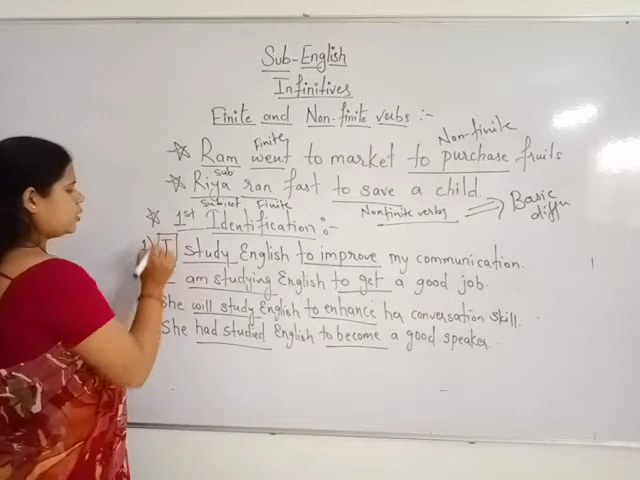 Sub-English
Infinitives
Finite and Non-finite verbs :-
Finite Non-finite
☆ Ram went to market to purchase fruits
sub
☆ Riya ran fast to save a child.
Subject Finite Nonfinite verbs ⇒ Basic diffn
☆ 1st Identification :-
1) I study English to improve my communication.
am studying English to get a good job.
She will study English to enhance her conversation skill.
She had studied English to become a good speaker.